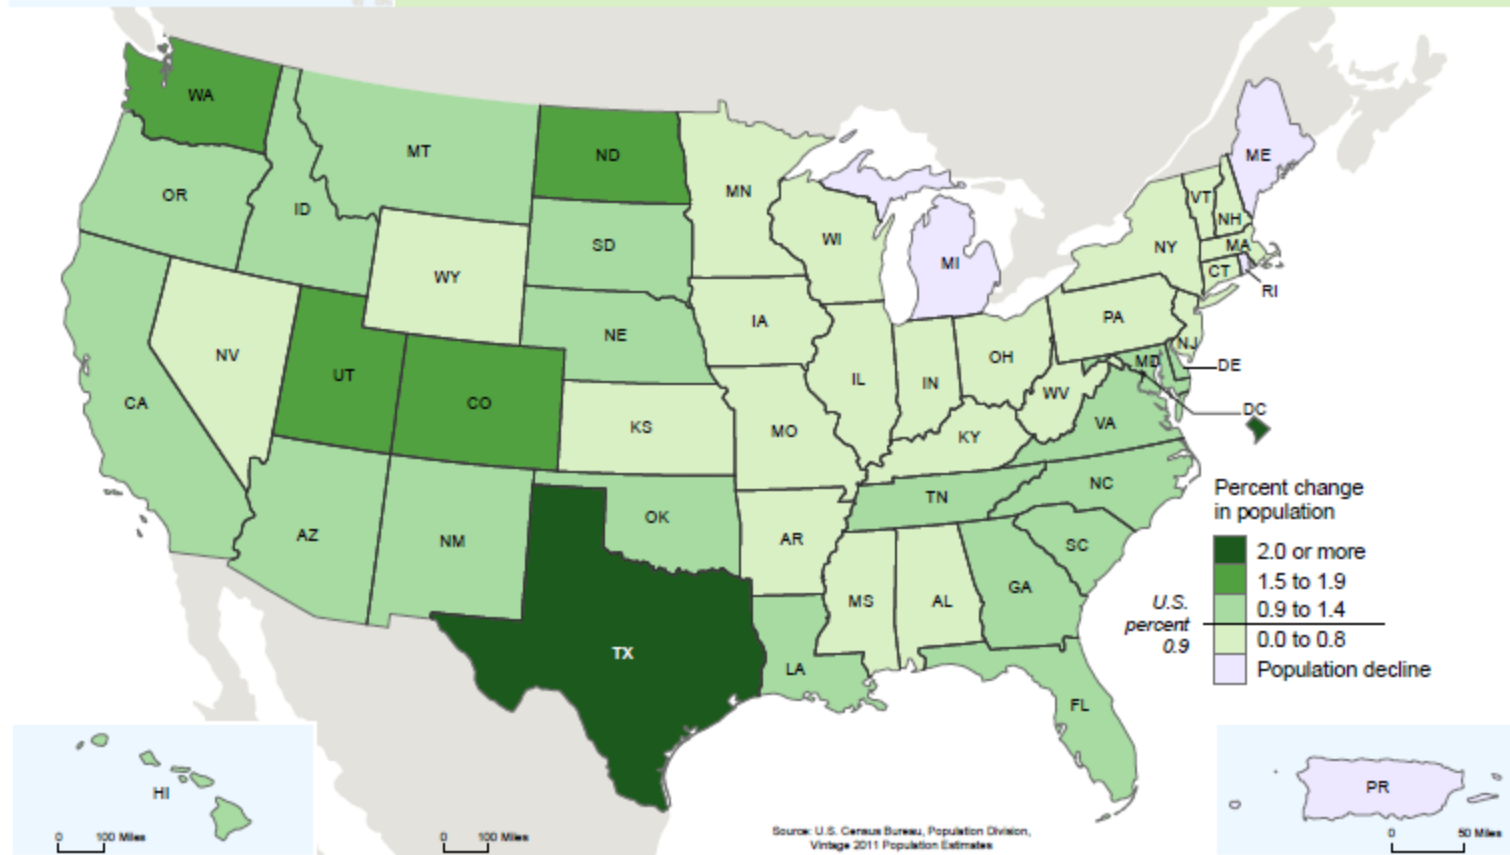 WA
MT
ND
ME
OR
ID
MN
VT
NH
SD
WI
NY
MA
WY
MI
CT
RI
IA
PA
NE
NV
OH
NJ
MD
DE
UT
IL
IN
CO
WV
CA
DC
KS
MO
KY
VA
TN
NC
OK
AZ
NM
AR
SC
GA
MS
AL
TX
LA
FL
Percent change
in population
2.0 or more
1.5 to 1.9
0.9 to 1.4
0.0 to 0.8
Population decline
U.S.
percent
0.9
HI
0 100 Miles
0 100 Miles
Source: U.S. Census Bureau, Population Division,
Vintage 2011 Population Estimates
PR
0 50 Miles